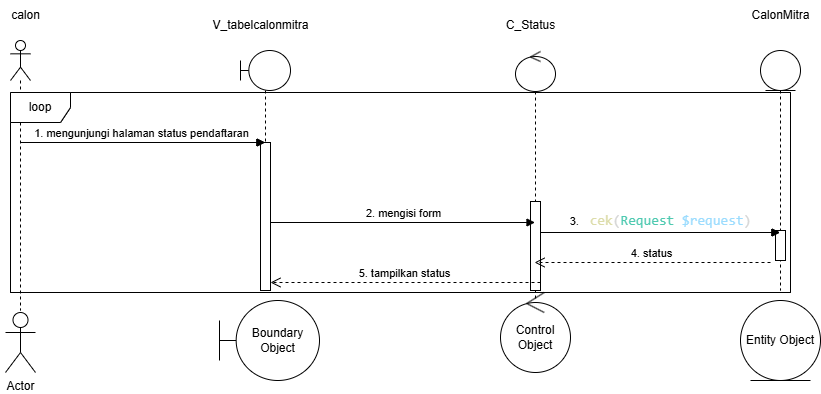 calon
V_tabelcalonmitra
C_Status
CalonMitra
loop
1. mengunjungi halaman status pendaftaran
2. mengisi form
3. cek(Request $request)
4. status
5. tampilkan status
Actor
Boundary
Object
Control
Object
Entity Object